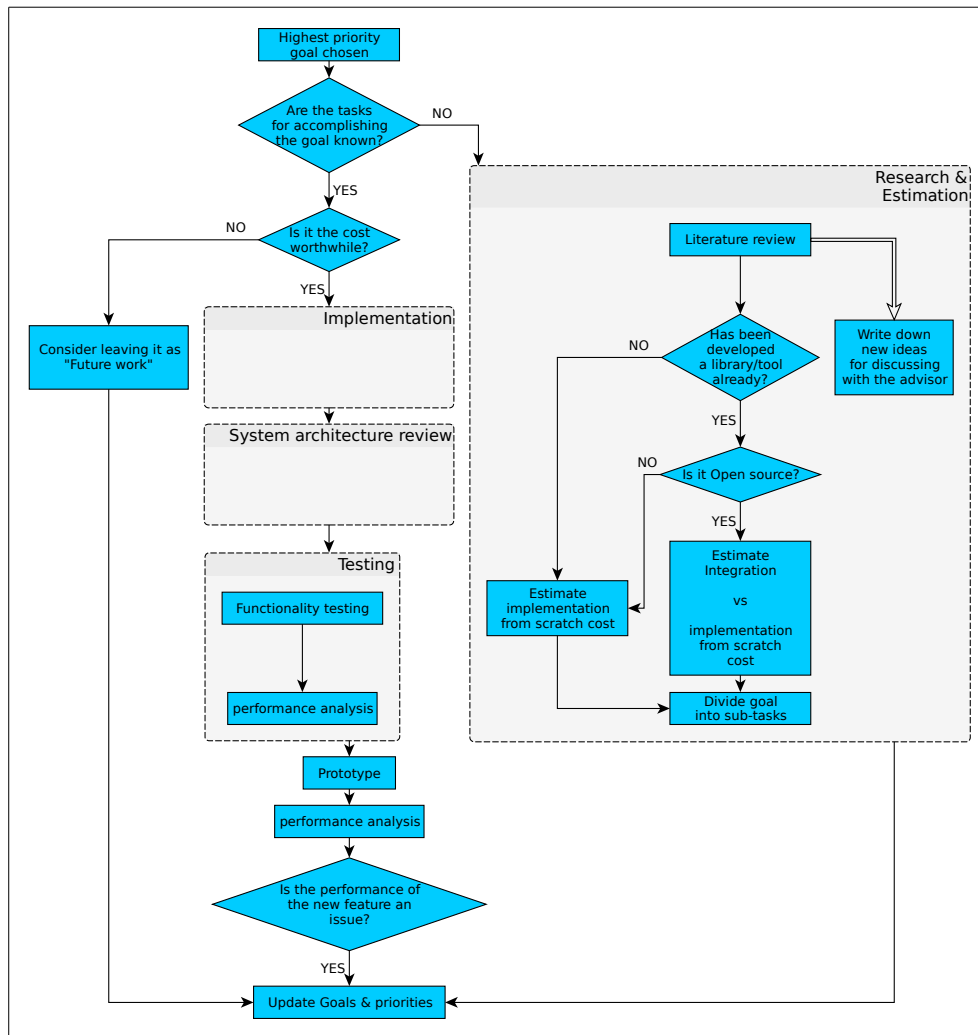 Highest priority
goal chosen
Are the tasks
for accomplishing
the goal known?
NO
YES
Research &
Estimation
Is it the cost
worthwhile?
NO
YES
Literature review
Implementation
Consider leaving it as
"Future work"
Has been
developed
a library/tool
already?
NO
YES
Write down
new ideas
for discussing
with the advisor
System architecture review
Is it Open source?
NO
YES
Testing
Functionality testing
performance analysis
Estimate
implementation
from scratch cost
Estimate
Integration
vs
implementation
from scratch
cost
Divide goal
into sub-tasks
Prototype
performance analysis
Is the performance of
the new feature an
issue?
YES
Update Goals & priorities